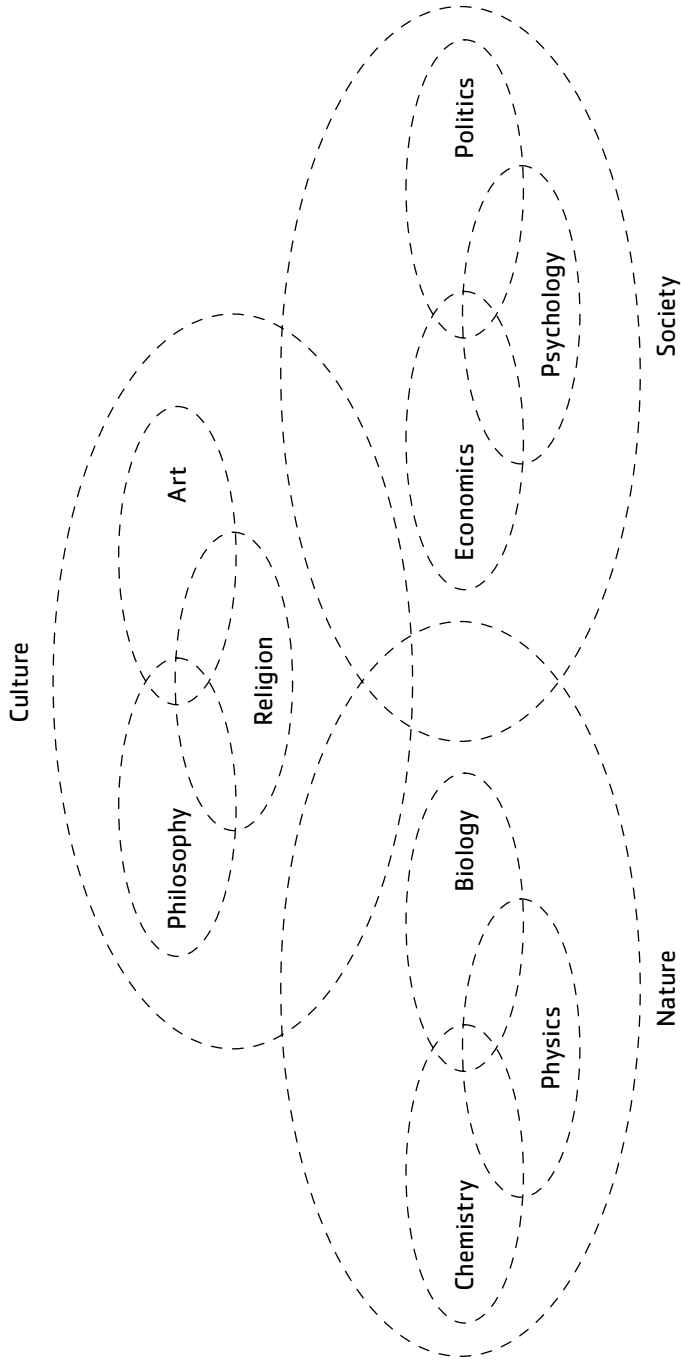 Culture
Philosophy
Art
Religion
Chemistry
Biology
Economics
Politics
Physics
Psychology
Nature
Society